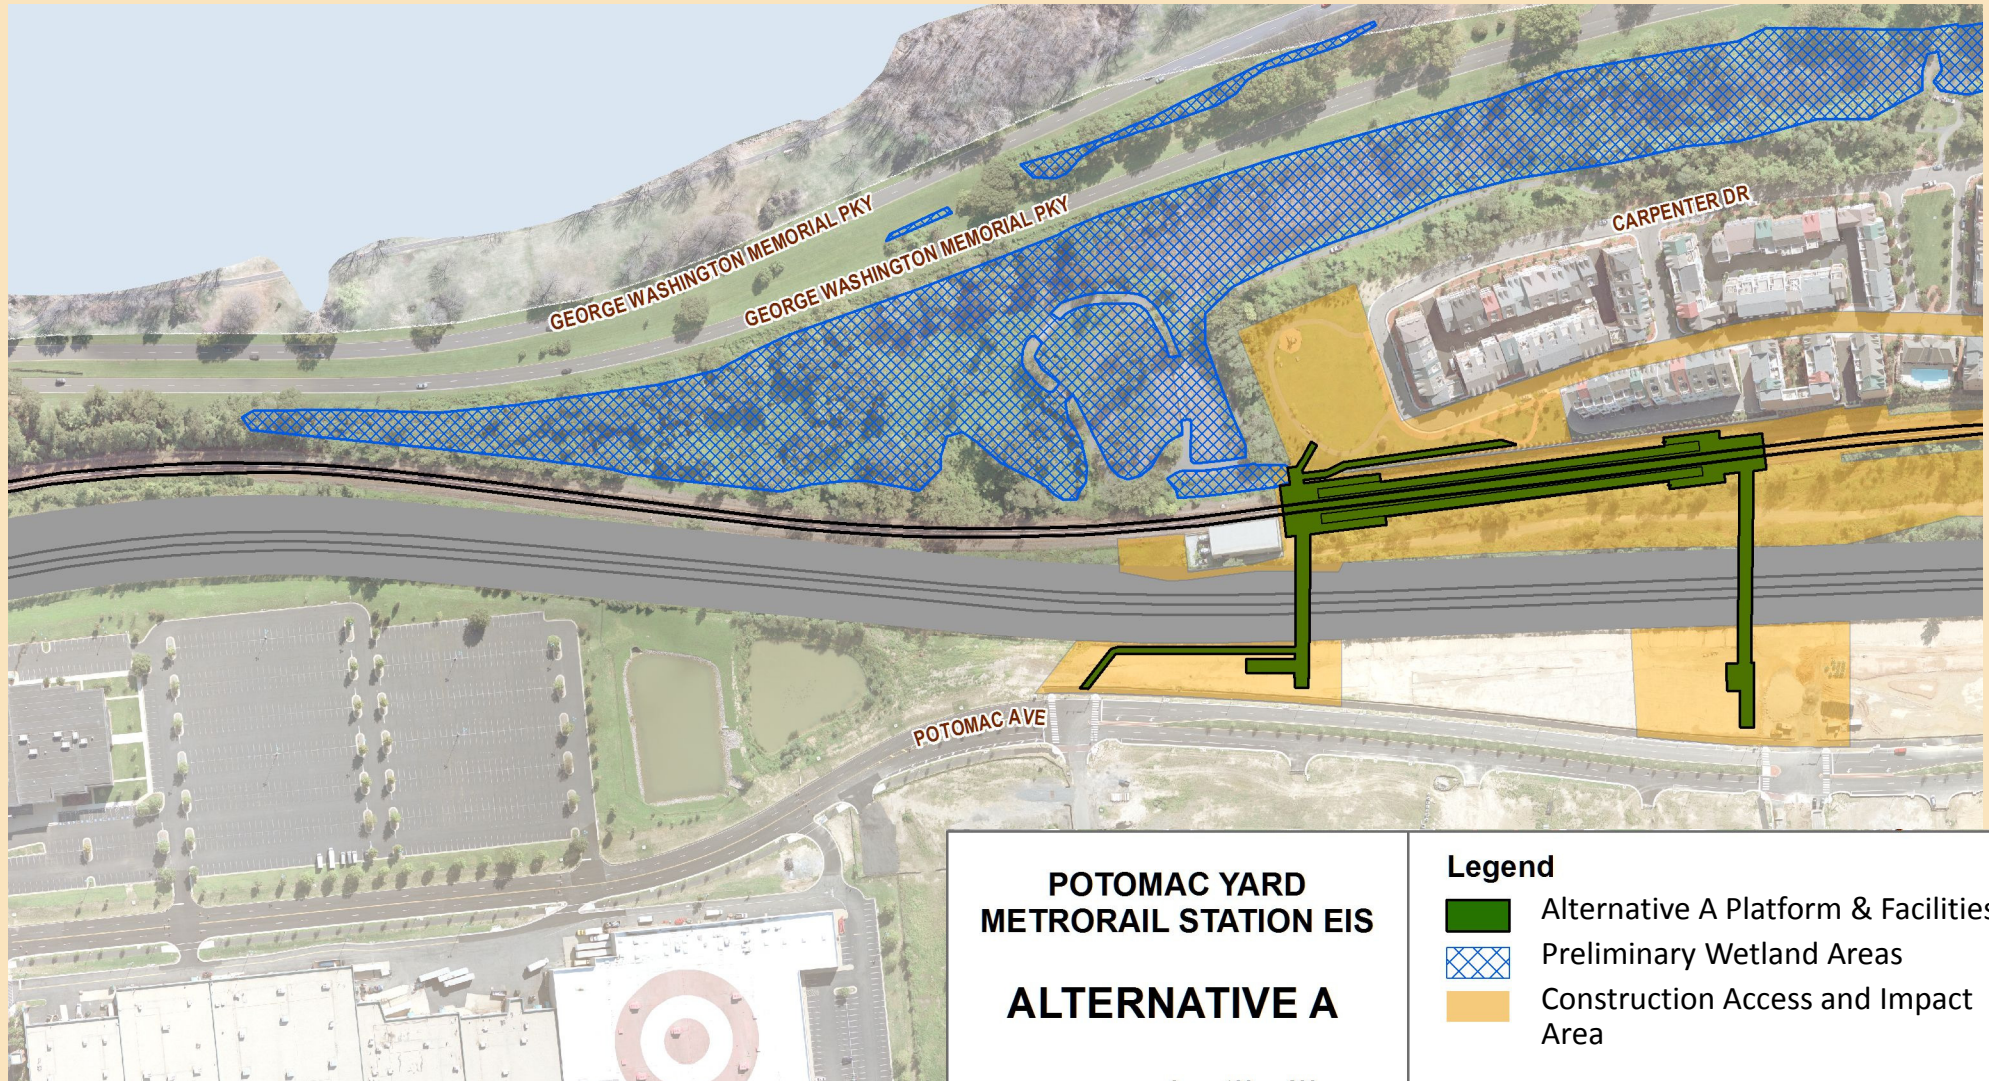 GEORGE WASHINGTON MEMORIAL PKY
GEORGE WASHINGTON MEMORIAL PKY
CARPENTER DR
POTOMAC AVE
POTOMAC YARD
METRORAIL STATION EIS
ALTERNATIVE A
Legend
Alternative A Platform & Facilities
Preliminary Wetland Areas
Construction Access and Impact
Area